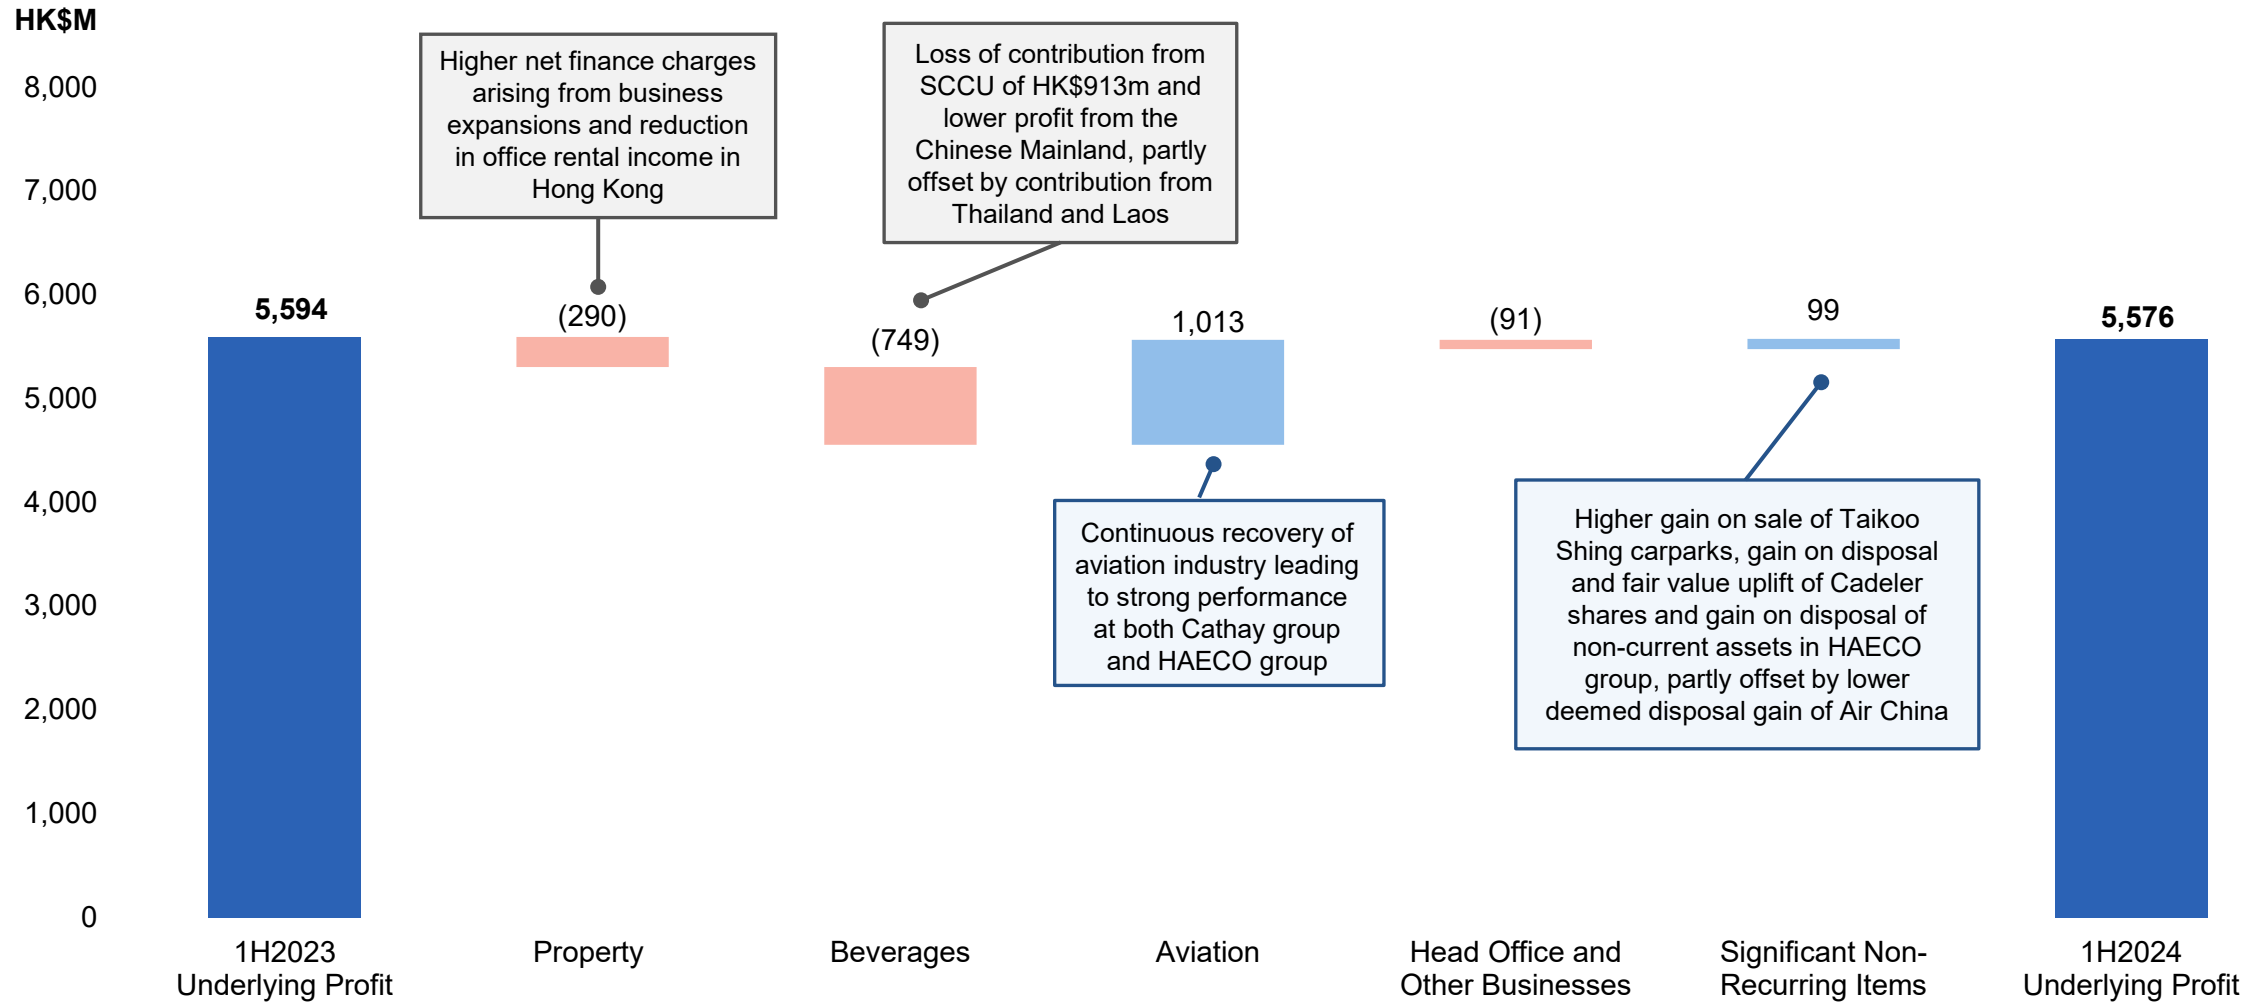 HK$M
8,000
7,000
6,000
5,000
4,000
3,000
2,000
1,000
0
Higher net finance charges
arising from business
expansions and reduction
in office rental income in
Hong Kong
Loss of contribution from
SCCU of HK$913m and
lower profit from the
Chinese Mainland, partly
offset by contribution from
Thailand and Laos
5,594
(290)
(749)
1,013
(91)
99
5,576
Continuous recovery of
aviation industry leading
to strong performance
at both Cathay group
and HAECO group
Higher gain on sale of Taikoo
Shing carparks, gain on disposal
and fair value uplift of Cadeler
shares and gain on disposal of
non-current assets in HAECO
group, partly offset by lower
deemed disposal gain of Air China
1H2023
Underlying Profit
Property
Beverages
Aviation
Head Office and
Other Businesses
Significant Non-
Recurring Items
1H2024
Underlying Profit